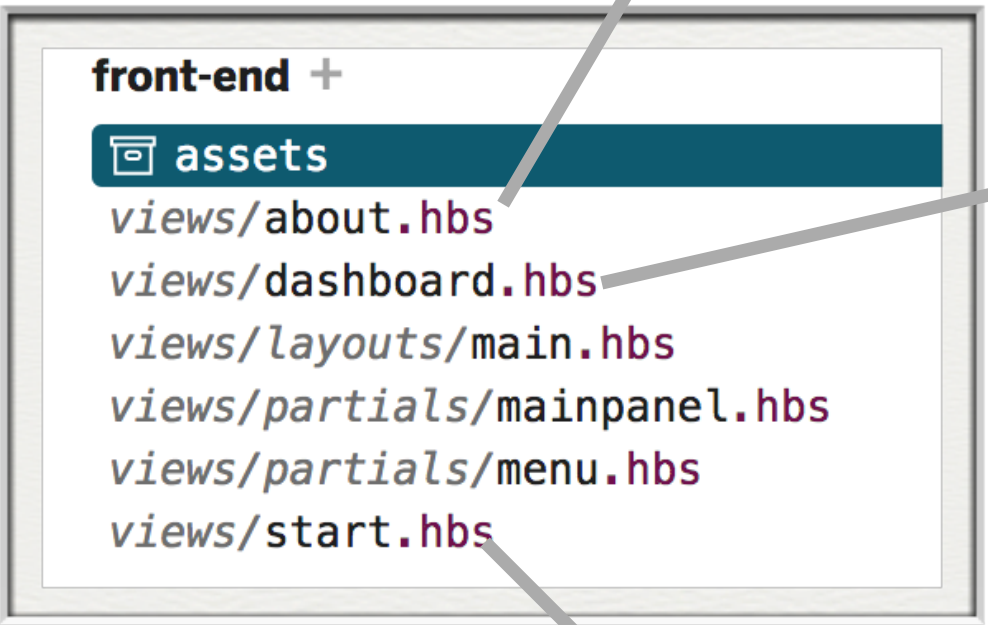 front-end +
assets
views/about.hbs
views/dashboard.hbs
views/layouts/main.hbs
views/partials/mainpanel.hbs
views/partials/menu.hbs
views/start.hbs